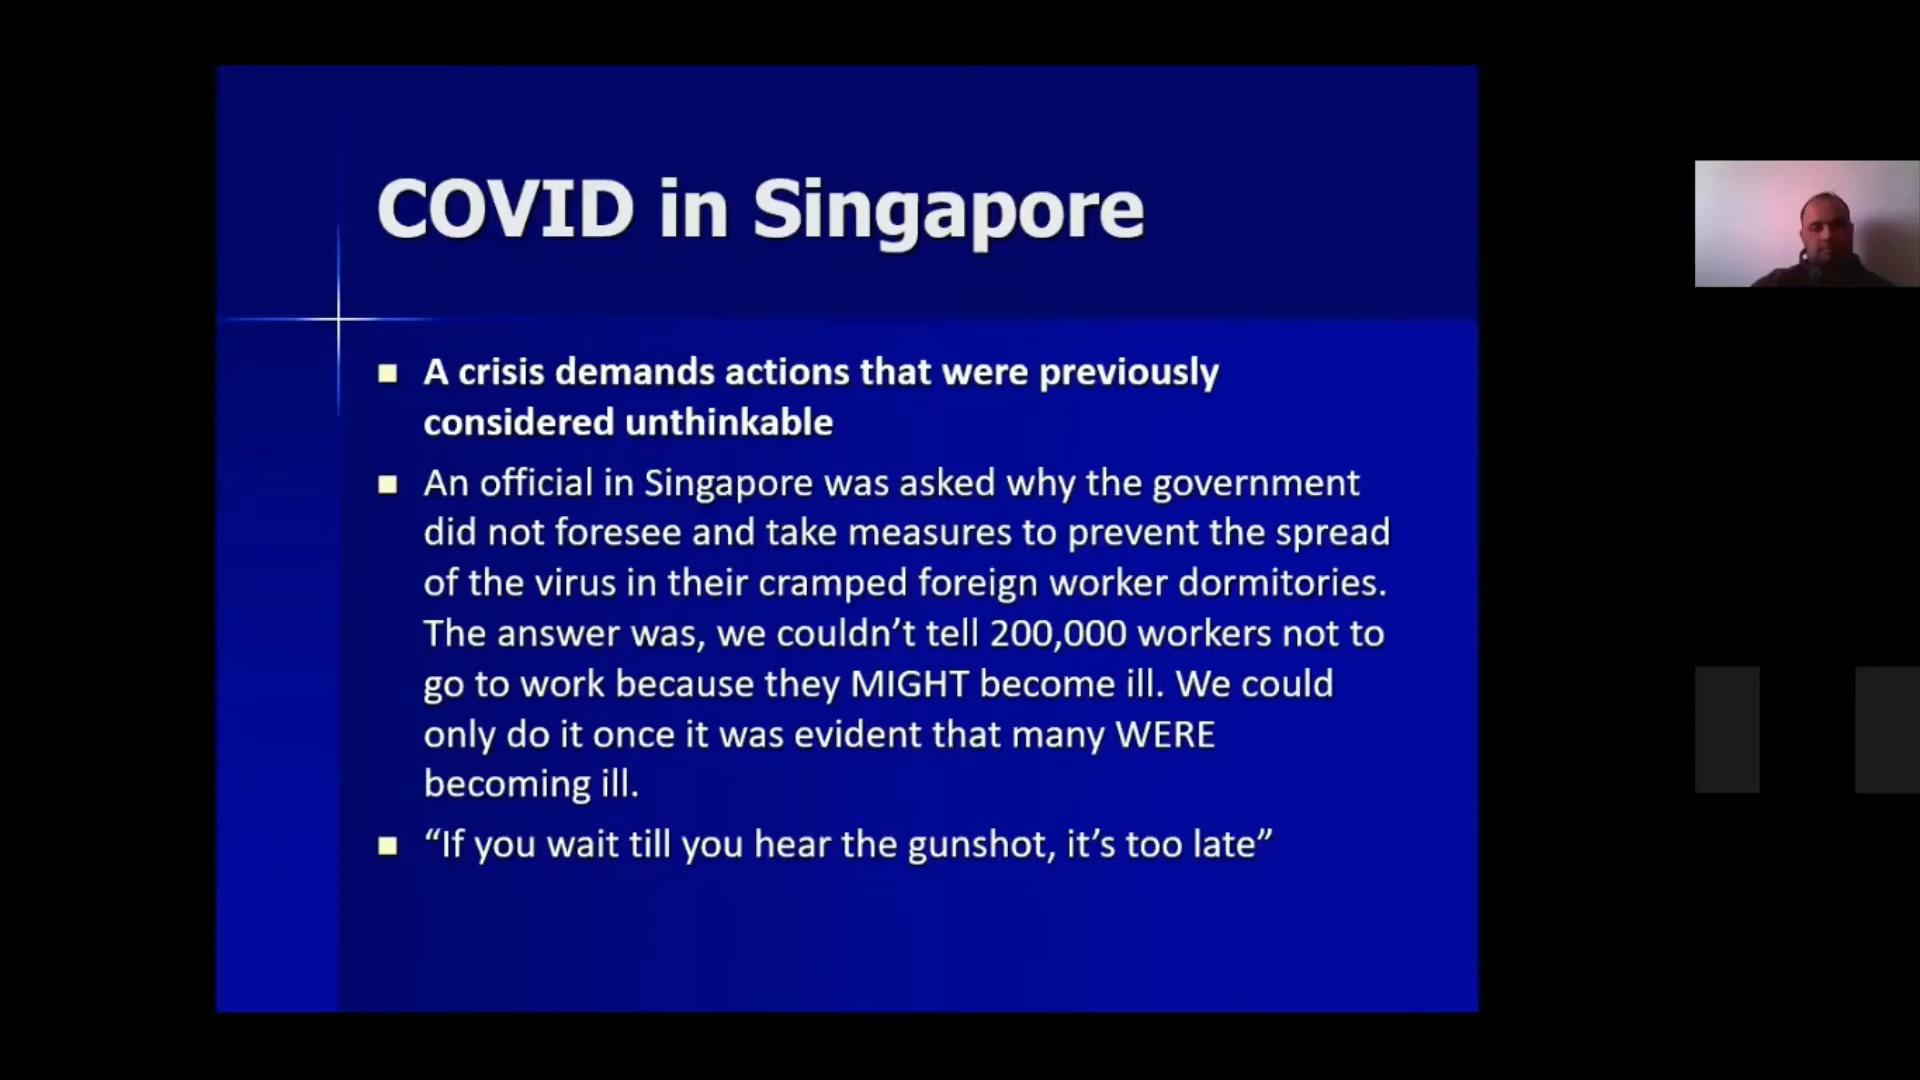 COVID in Singapore
A crisis demands actions that were previously
considered unthinkable
An official in Singapore was asked why the government
did not foresee and take measures to prevent the spread
of the virus in their cramped foreign worker dormitories.
The answer was, we couldn’t tell 200,000 workers not to
go to work because they MIGHT become ill. We could
only do it once it was evident that many WERE
becoming ill.
“If you wait till you hear the gunshot, it’s too late”